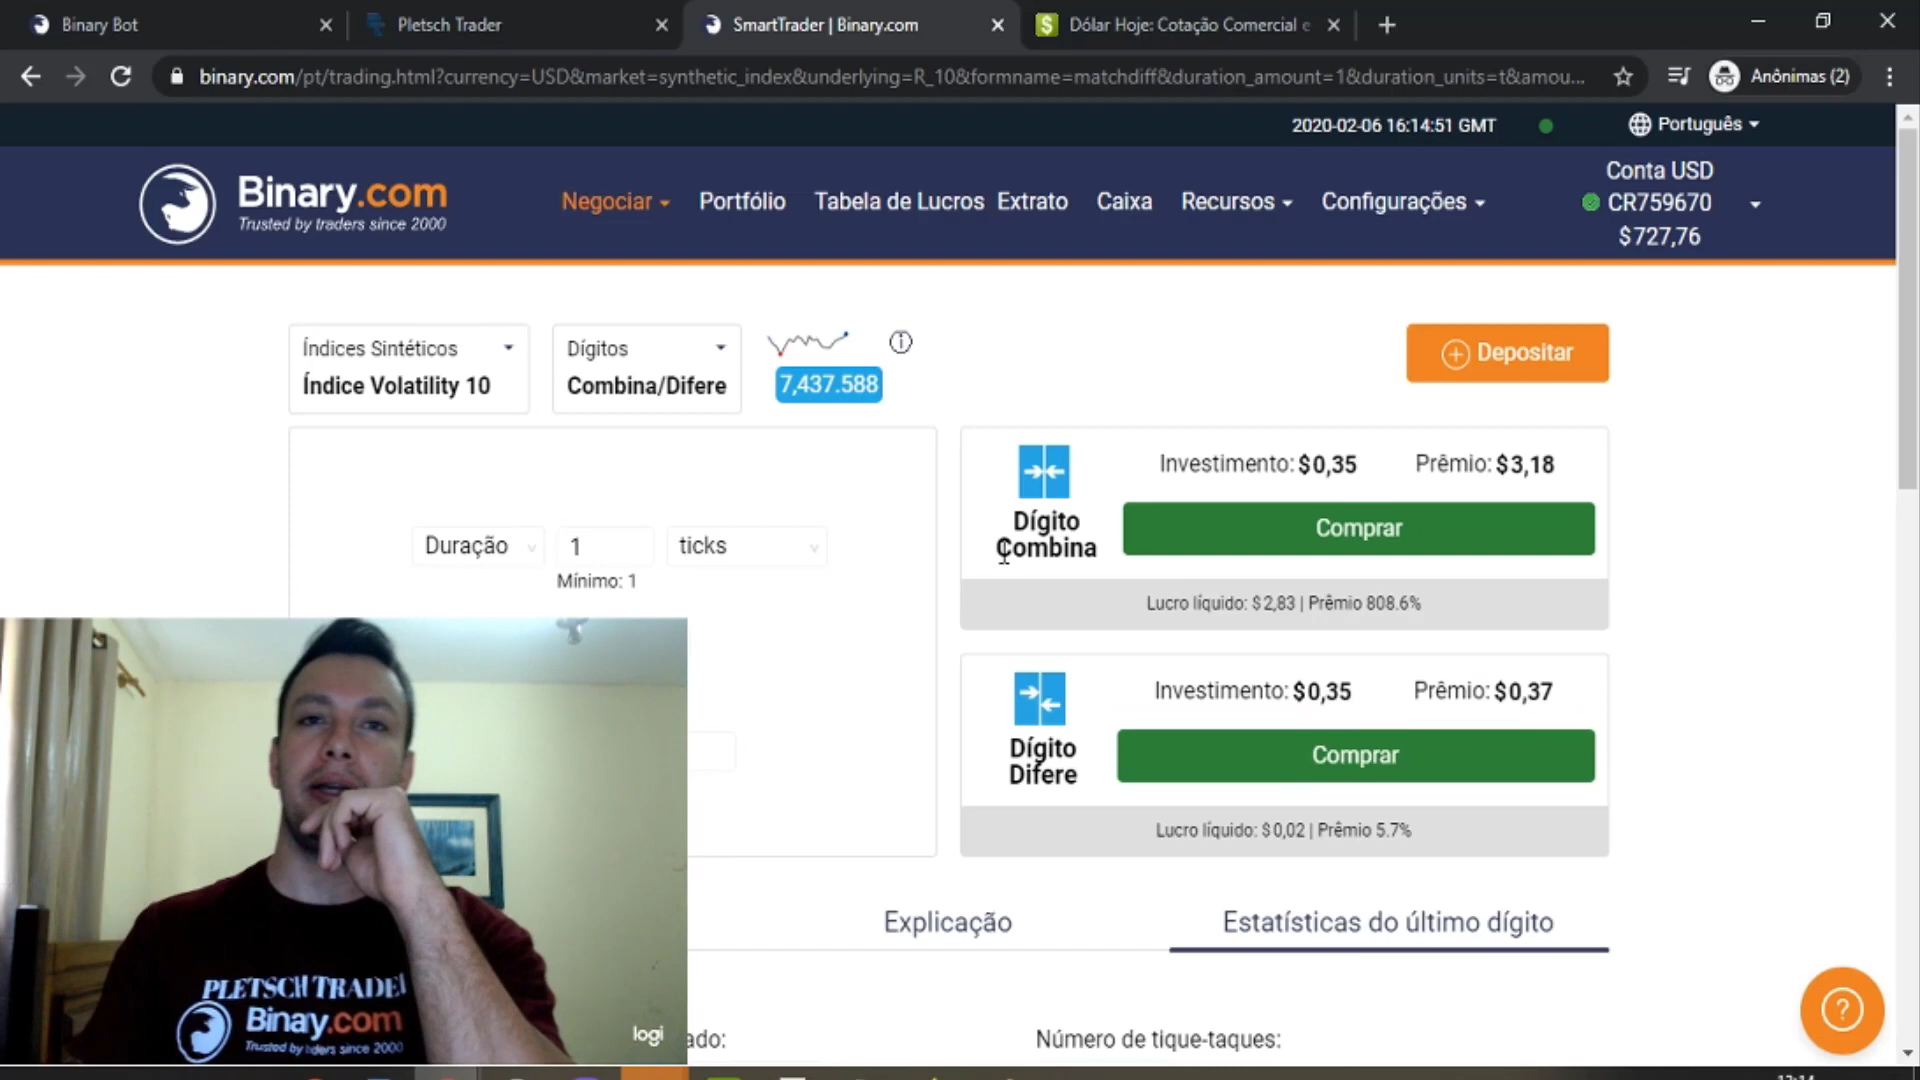 Binary Bot
Pletsch Trader
SmartTrader | Binary.com
Dólar Hoje: Cotação Comercial e
binary.com/pt/trading.html?currency=USD&market=synthetic_index&underlying=R_10&formname=matchdiff&duration_amount=1&duration_units=t&amou...
Anônimas (2)
2020-02-06 16:14:51 GMT
Português
Binary.com
Trusted by traders since 2000
Negociar
Portfólio
Tabela de Lucros
Extrato
Caixa
Recursos
Configurações
Conta USD
CR759670
$727,76
Índices Sintéticos
Índice Volatility 10
Dígitos
Combina/Difere
7,437.588
Depositar
Duração
1
ticks
Mínimo: 1
Dígito
Combina
Investimento: $0,35
Prêmio: $3,18
Comprar
Lucro líquido: $2,83 | Prêmio 808.6%
Dígito
Difere
Investimento: $0,35
Prêmio: $0,37
Comprar
Lucro líquido: $0,02 | Prêmio 5.7%
Explicação
Estatísticas do último dígito
ado:
Número de tique-taques:
?
PLETSCH TRADE
Binay.com
Trusted by traders since 2000
logi